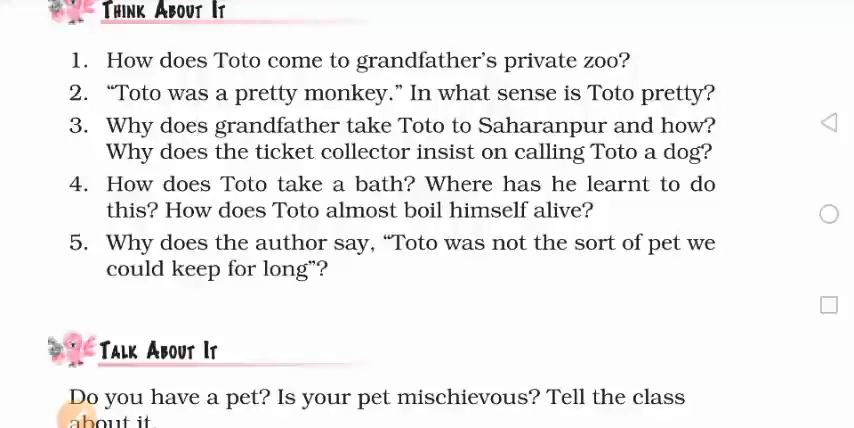 THINK ABOUT IT
1. How does Toto come to grandfather's private zoo?
2. “Toto was a pretty monkey.” In what sense is Toto pretty?
3. Why does grandfather take Toto to Saharanpur and how?
Why does the ticket collector insist on calling Toto a dog?
4. How does Toto take a bath? Where has he learnt to do
this? How does Toto almost boil himself alive?
5. Why does the author say, “Toto was not the sort of pet we
could keep for long”?
TALK ABOUT IT
Do you have a pet? Is your pet mischievous? Tell the class
about it.